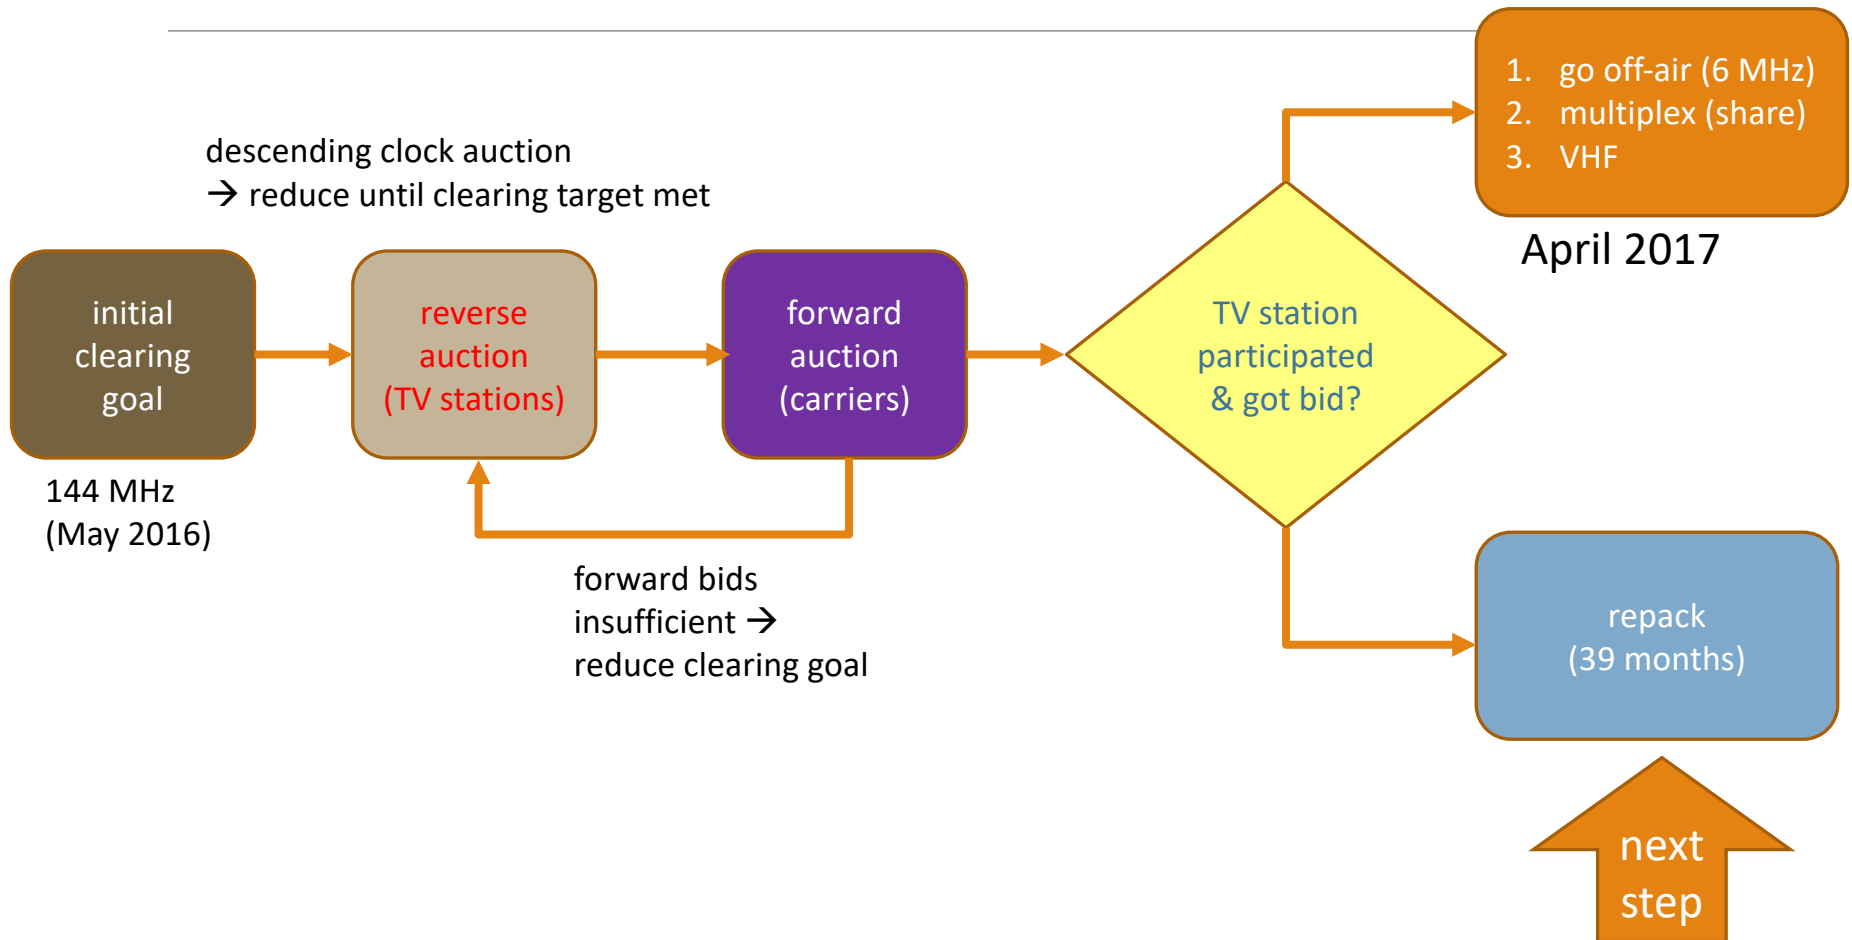 descending clock auction
→ reduce until clearing target met
initial
clearing
goal
144 MHz
(May 2016)
reverse
auction
(TV stations)
forward
auction
(carriers)
forward bids
insufficient →
reduce clearing goal
TV station
participated
& got bid?
1. go off-air (6 MHz)
2. multiplex (share)
3. VHF
April 2017
repack
(39 months)
next
step